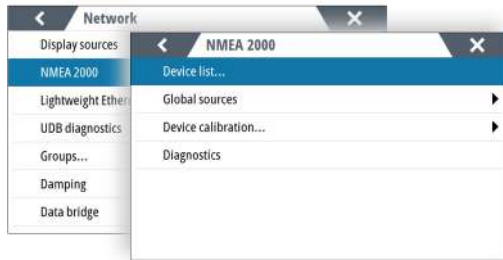 Network
Display sources
NMEA 2000
UDB diagnostics
Groups...
Damping
Data bridge
NMEA 2000
Device list...
Global sources
Device calibration...
Diagnostics